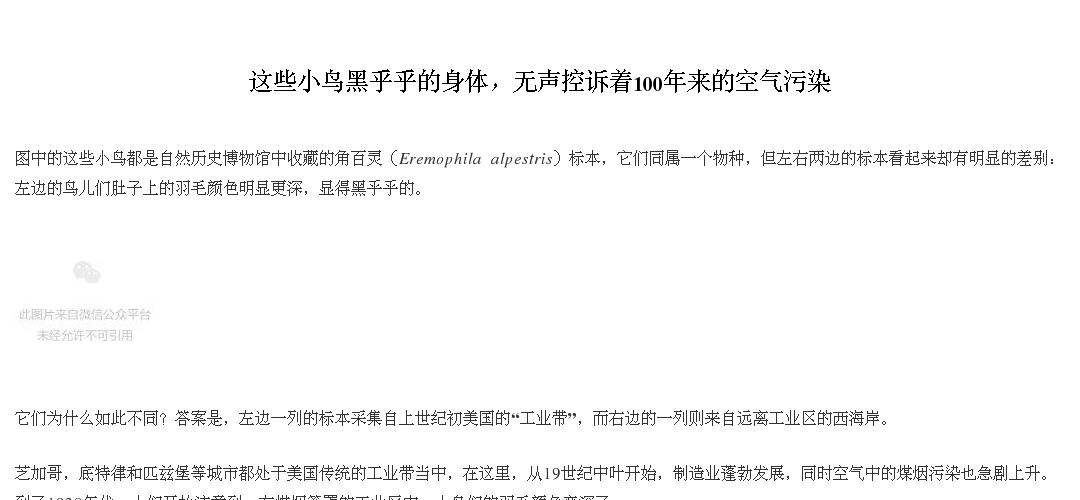 这些小鸟黑乎乎的身体，无声控诉着100年来的空气污染
图中的这些小鸟都是自然历史博物馆中收藏的角百灵（Eremophila alpestris）标本，它们同属一个物种，但左右两边的标本看起来却有明显的差别：
左边的鸟儿们肚子上的羽毛颜色明显更深，显得黑乎乎的。
此图片来自微信公众平台
未经允许不可引用
它们为什么如此不同？答案是，左边一列的标本采集自上世纪初美国的“工业带”，而右边的一列则来自远离工业区的西海岸。
芝加哥，底特律和匹兹堡等城市都处于美国传统的工业带当中，在这里，从19世纪中叶开始，制造业蓬勃发展，同时空气中的煤烟污染也急剧上升。